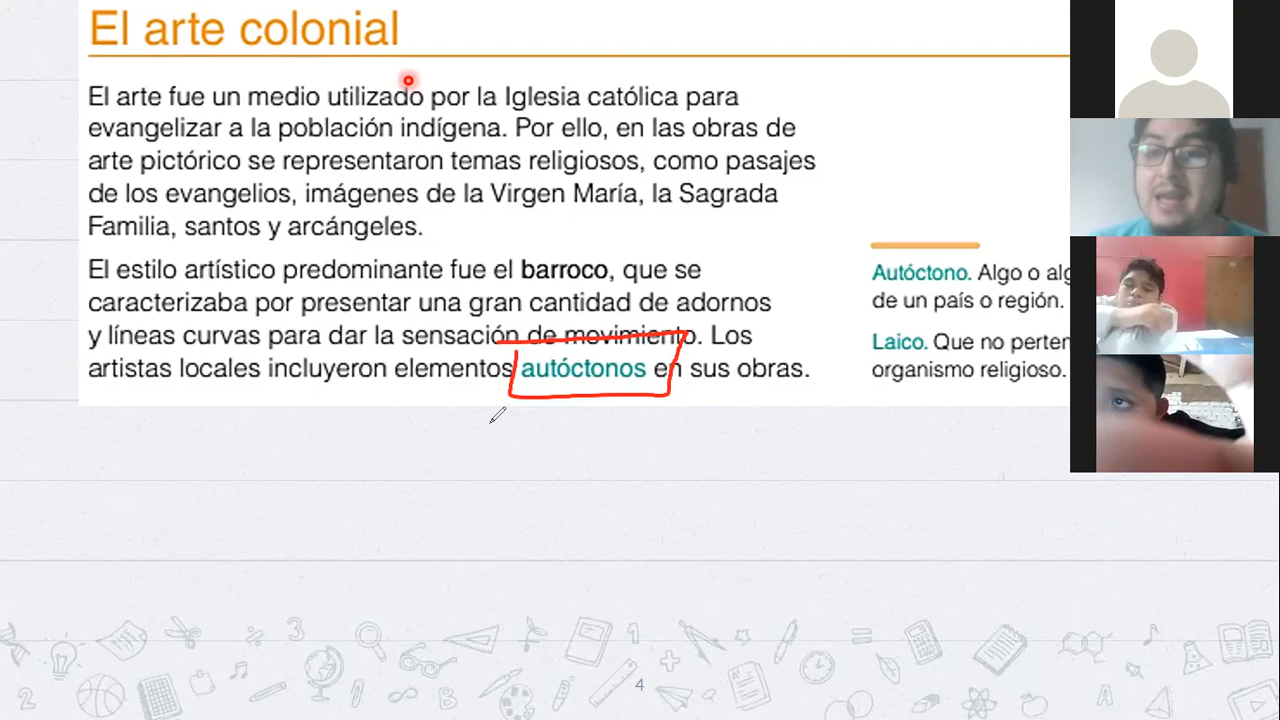 El arte colonial
El arte fue un medio utilizado por la Iglesia católica para
evangelizar a la población indígena. Por ello, en las obras de
arte pictórico se representaron temas religiosos, como pasajes
de los evangelios, imágenes de la Virgen María, la Sagrada
Familia, santos y arcángeles.
El estilo artístico predominante fue el barroco, que se
caracterizaba por presentar una gran cantidad de adornos
y líneas curvas para dar la sensación de movimiento. Los
artistas locales incluyeron elementos autóctonos en sus obras.
Autóctono. Algo o
de un país o región.
Laico. Que no
organismo religioso.
4